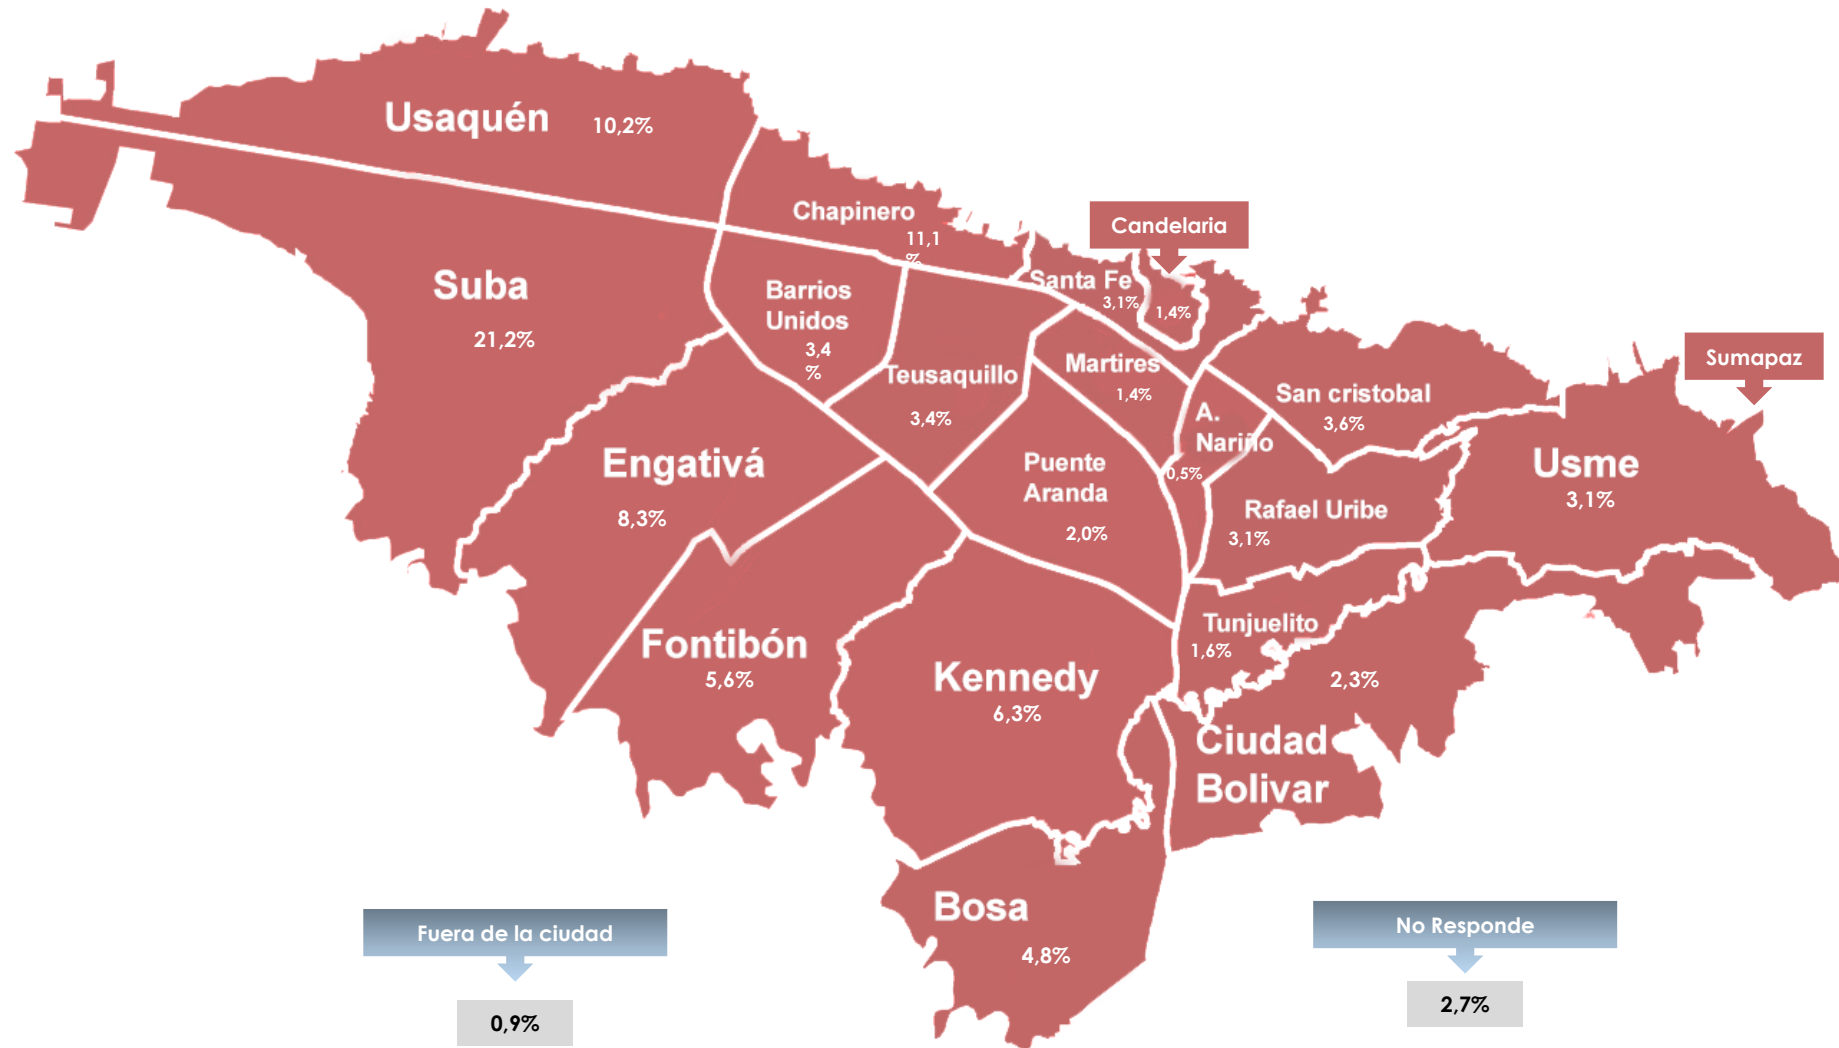 Usaquén
10,2%
Chapinero
11,1
%
Candelaria
1,4%
Santa Fe
3,1%
Suba
21,2%
Barrios
Unidos
3,4
%
Teusaquillo
3,4%
Martires
1,4%
A.
Nariño
0,5%
San cristobal
3,6%
Sumapaz
Usme
3,1%
Engativá
8,3%
Puente
Aranda
2,0%
Rafael Uribe
3,1%
Fontibón
5,6%
Kennedy
6,3%
Tunjuelito
1,6%
2,3%
Ciudad
Bolivar
Bosa
4,8%
Fuera de la ciudad
0,9%
No Responde
2,7%